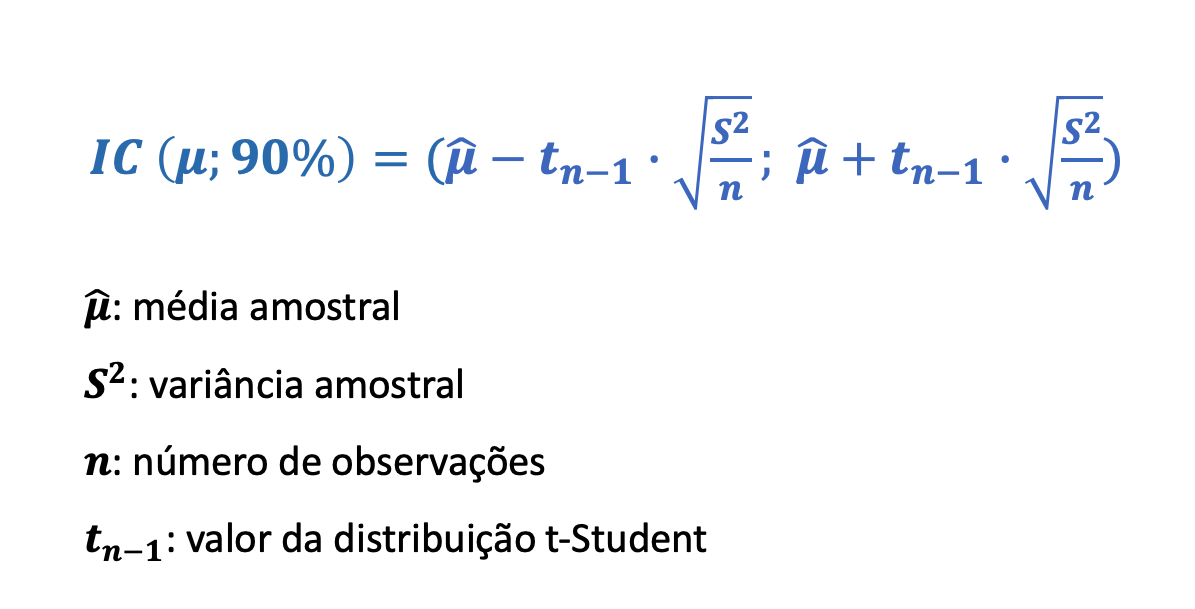 IC (μ; 90%) = (μ̂ − tₙ₋₁ · √(S²/n); μ̂ + tₙ₋₁ · √(S²/n))
μ̂: média amostral
S²: variância amostral
n: número de observações
tₙ₋₁: valor da distribuição t-Student